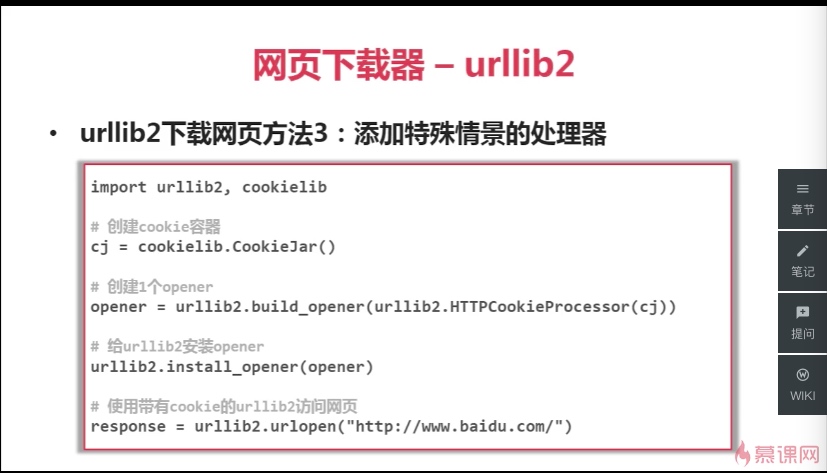 网页下载器 – urllib2
• urllib2下载网页方法3：添加特殊情景的处理器
import urllib2, cookielib
# 创建cookie容器
cj = cookielib.CookieJar()
# 创建1个opener
opener = urllib2.build_opener(urllib2.HTTPCookieProcessor(cj))
# 给urllib2安装opener
urllib2.install_opener(opener)
# 使用带有cookie的urllib2访问网页
response = urllib2.urlopen("http://www.baidu.com/")
章节
笔记
提问
WIKI
慕课网